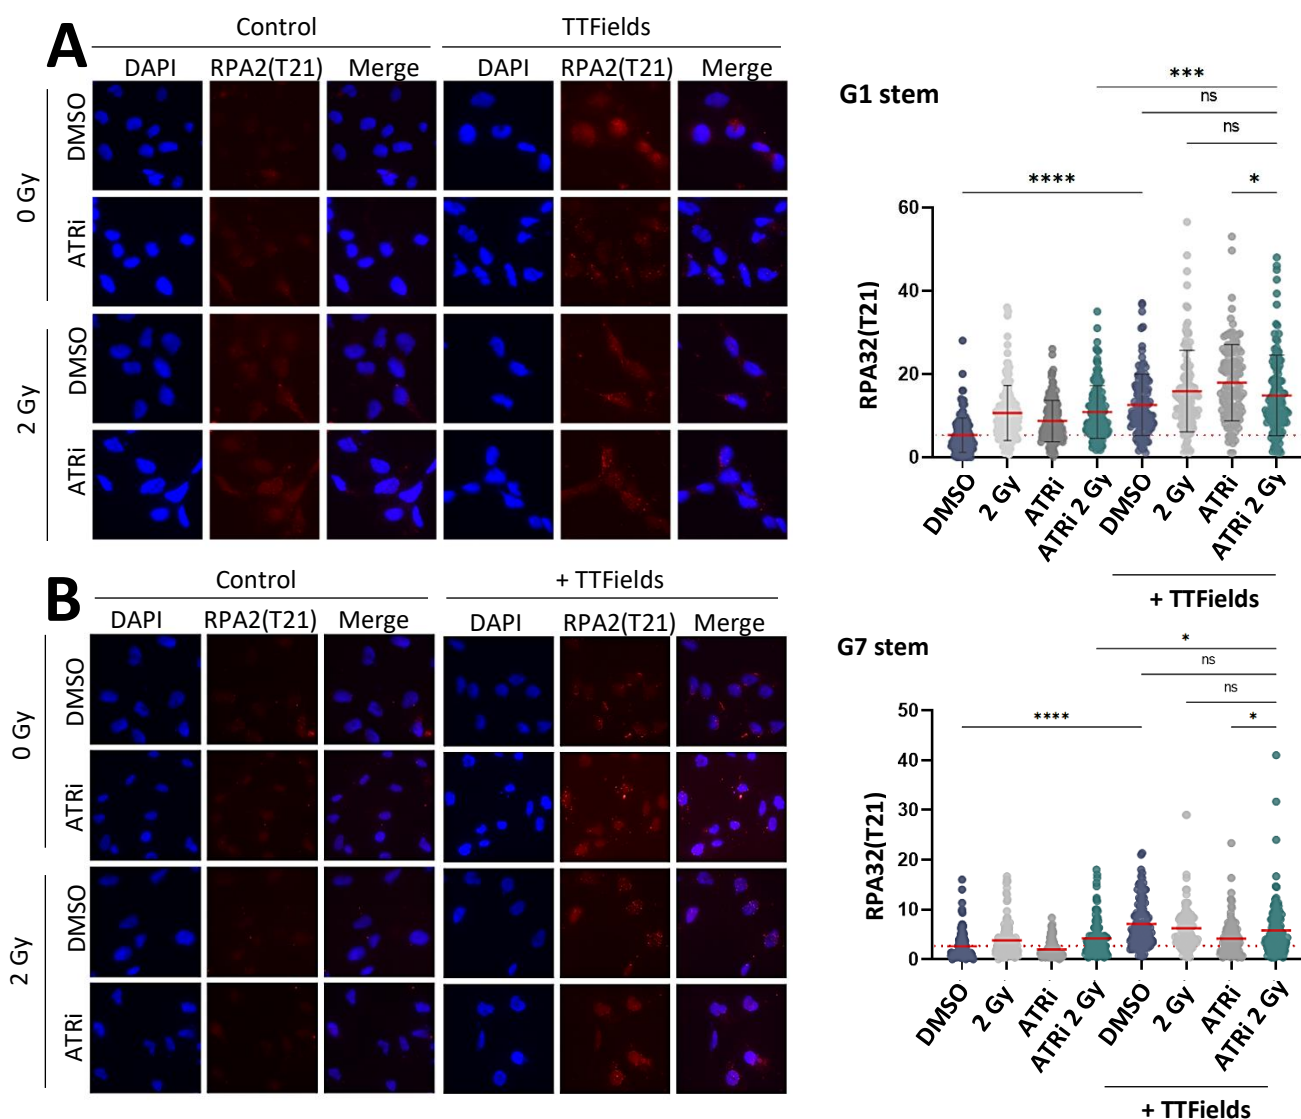 A
Control
TTFields
DAPI RPA2(T21) Merge DAPI RPA2(T21) Merge
0 Gy
DMSO
ATRi
2 Gy
DMSO
ATRi
G1 stem
***
ns
ns
****
*
RPA32(T21)
60
40
20
0
DMSO 2 Gy ATRi ATRi 2 Gy DMSO 2 Gy ATRi ATRi 2 Gy
+ TTFields
B
Control
+ TTFields
DAPI RPA2(T21) Merge DAPI RPA2(T21) Merge
0 Gy
DMSO
ATRi
2 Gy
DMSO
ATRi
G7 stem
*
ns
ns
****
*
RPA32(T21)
50
40
30
20
10
0
DMSO 2 Gy ATRi ATRi 2 Gy DMSO 2 Gy ATRi ATRi 2 Gy
+ TTFields